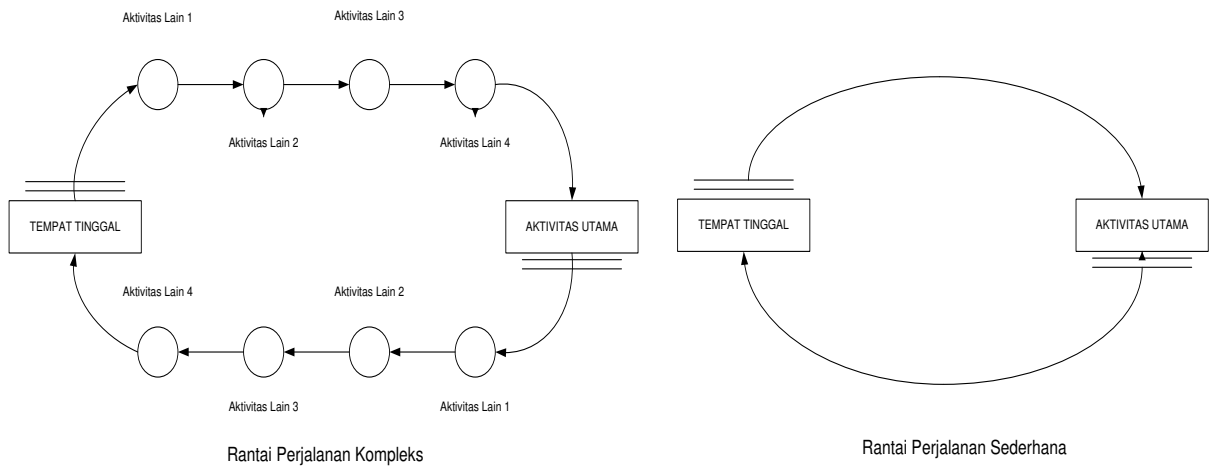 Aktivitas Lain 1
Aktivitas Lain 3
Aktivitas Lain 2
Aktivitas Lain 4
TEMPAT TINGGAL
AKTIVITAS UTAMA
Aktivitas Lain 4
Aktivitas Lain 2
Aktivitas Lain 3
Aktivitas Lain 1
Rantai Perjalanan Kompleks
TEMPAT TINGGAL
AKTIVITAS UTAMA
Rantai Perjalanan Sederhana